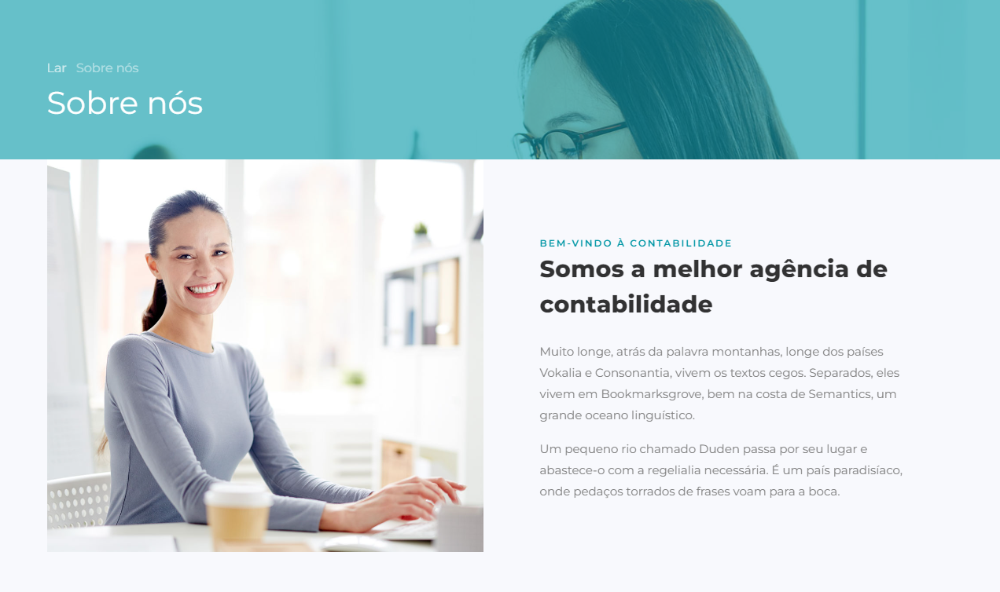 Lar Sobre nós
Sobre nós
BEM-VINDO À CONTABILIDADE
Somos a melhor agência de
contabilidade
Muito longe, atrás da palavra montanhas, longe dos países
Vokalia e Consonantia, vivem os textos cegos. Separados, eles
vivem em Bookmarksgrove, bem na costa de Semantics, um
grande oceano linguístico.
Um pequeno rio chamado Duden passa por seu lugar e
abastece-o com a regelialia necessária. É um país paradisíaco,
onde pedaços torrados de frases voam para a boca.